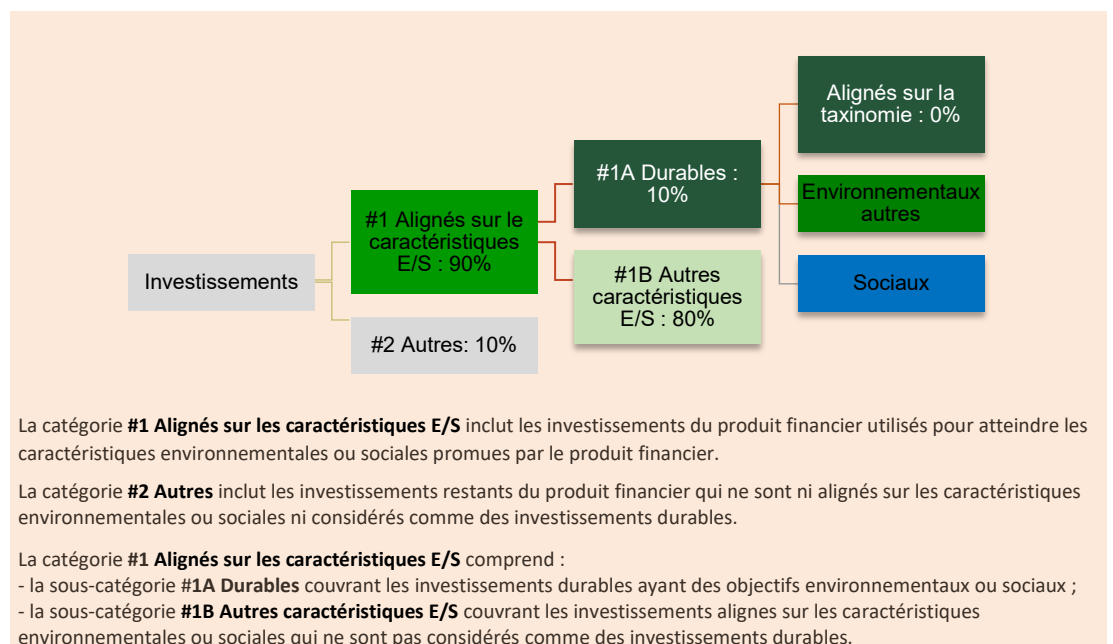 Alignés sur la
taxinomie : 0%
#1A Durables :
10%
Environnementaux
autres
#1 Alignés sur le
caractéristiques
E/S : 90%
Investissements
#1B Autres
caractéristiques
E/S : 80%
Sociaux
#2 Autres: 10%
La catégorie #1 Alignés sur les caractéristiques E/S inclut les investissements du produit financier utilisés pour atteindre les
caractéristiques environnementales ou sociales promues par le produit financier.
La catégorie #2 Autres inclut les investissements restants du produit financier qui ne sont ni alignés sur les caractéristiques
environnementales ou sociales ni considérés comme des investissements durables.
La catégorie #1 Alignés sur les caractéristiques E/S comprend :
- la sous-catégorie #1A Durables couvrant les investissements durables ayant des objectifs environnementaux ou sociaux ;
- la sous-catégorie #1B Autres caractéristiques E/S couvrant les investissements alignes sur les caractéristiques
environnementales ou sociales qui ne sont pas considérés comme des investissements durables.